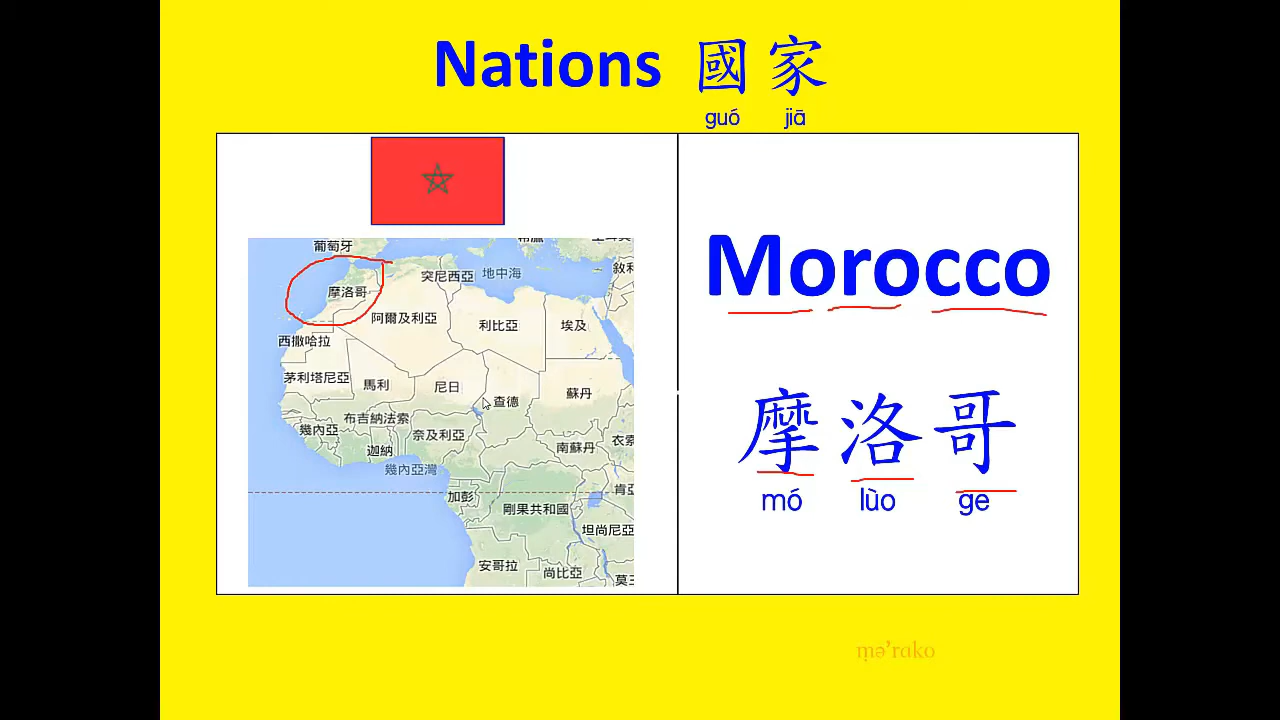 Nations 國家
guó jiā
葡萄牙
摩洛哥
突尼西亞
地中海
阿爾及利亞
利比亞
埃及
西撒哈拉
茅利塔尼亞
馬利
尼日
查德
蘇丹
布吉納法索
幾內亞
奈及利亞
南蘇丹
迦納
幾內亞灣
加彭
剛果共和國
坦尚尼亞
安哥拉
尚比亞
Morocco
摩洛哥
mó lùo ge
mə'rɑko